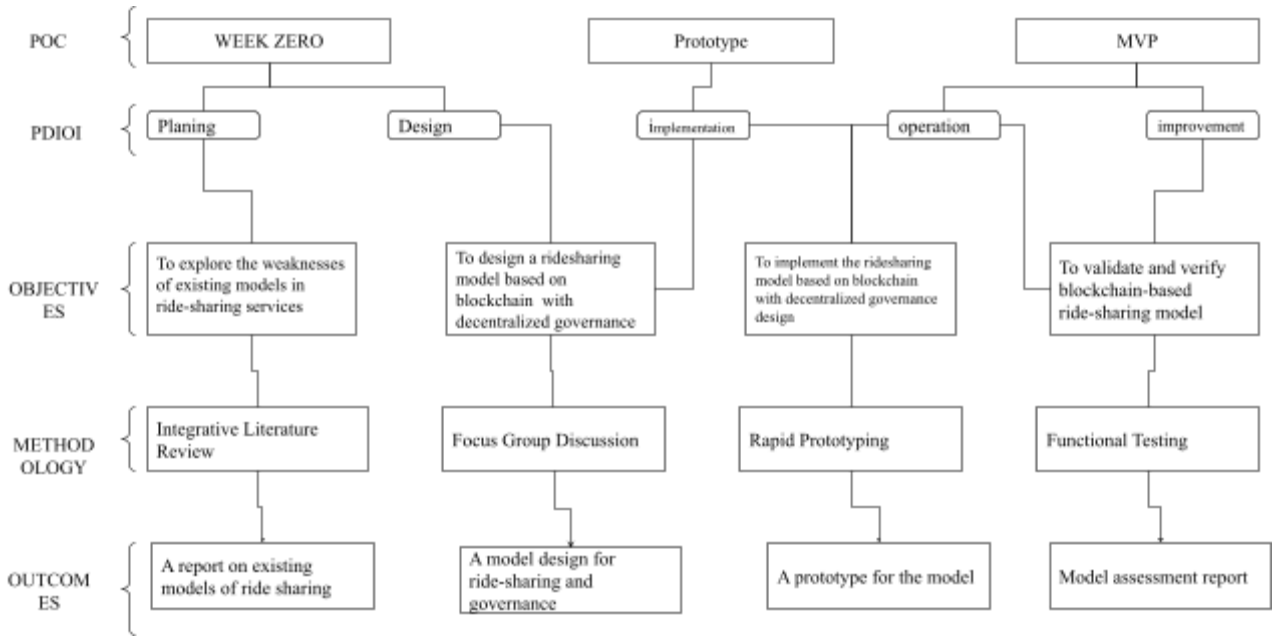 POC
WEEK ZERO
Prototype
MVP
PDIOI
Planing
Design
implementation
operation
improvement
OBJECTIV
ES
To explore the weaknesses
of existing models in
ride-sharing services
To design a ridesharing
model based on
blockchain with
decentralized governance
To implement the ridesharing
model based on blockchain
with decentralized governance
design
To validate and verify
blockchain-based
ride-sharing model
METHOD
OLOGY
Integrative Literature
Review
Focus Group Discussion
Rapid Prototyping
Functional Testing
OUTCOM
ES
A report on existing
models of ride sharing
A model design for
ride-sharing and
governance
A prototype for the model
Model assessment report